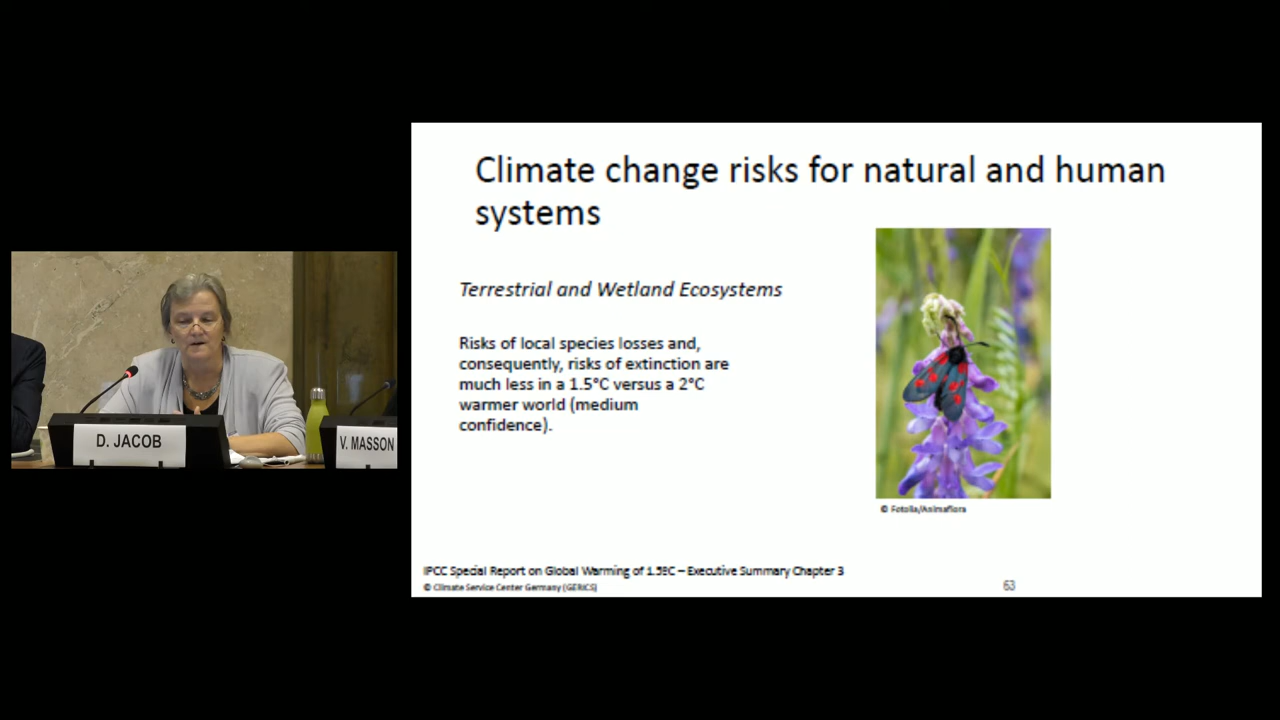 Climate change risks for natural and human
systems
Terrestrial and Wetland Ecosystems
Risks of local species losses and,
consequently, risks of extinction are
much less in a 1.5°C versus a 2°C
warmer world (medium
confidence).
© Fotolia/Animaflora
IPCC Special Report on Global Warming of 1.5ºC – Executive Summary Chapter 3
© Climate Service Center Germany (GERICS)
63
D. JACOB
V. MASSON